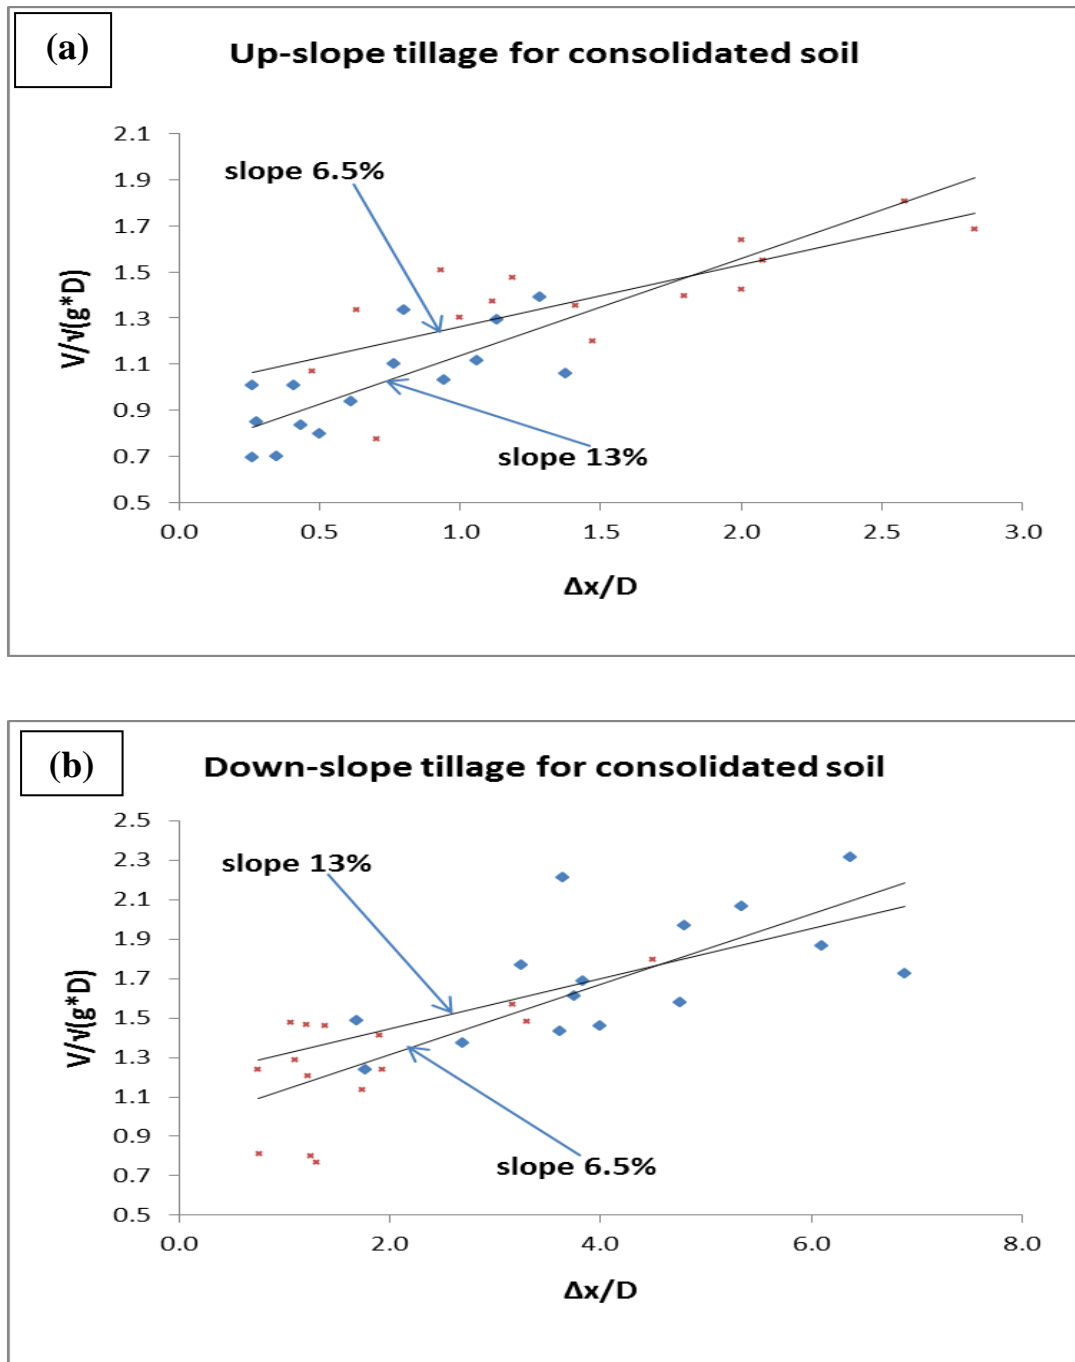 (a)
Up-slope tillage for consolidated soil
2.1
1.9
1.7
1.5
1.3
1.1
0.9
0.7
0.5
V/√(g*D)
slope 6.5%
slope 13%
0.0 0.5 1.0 1.5 2.0 2.5 3.0
Δx/D
(b)
Down-slope tillage for consolidated soil
2.5
2.3
2.1
1.9
1.7
1.5
1.3
1.1
0.9
0.7
0.5
V/√(g*D)
slope 13%
slope 6.5%
0.0 2.0 4.0 6.0 8.0
Δx/D